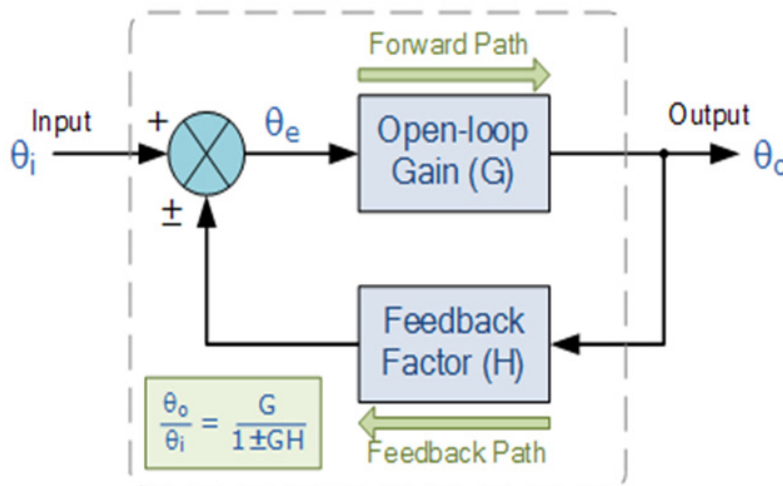 Forward Path
Input
+
θe
Open-loop
Gain (G)
Output
θi
θo
±
Feedback
Factor (H)
θo/θi = G/1±GH
Feedback Path